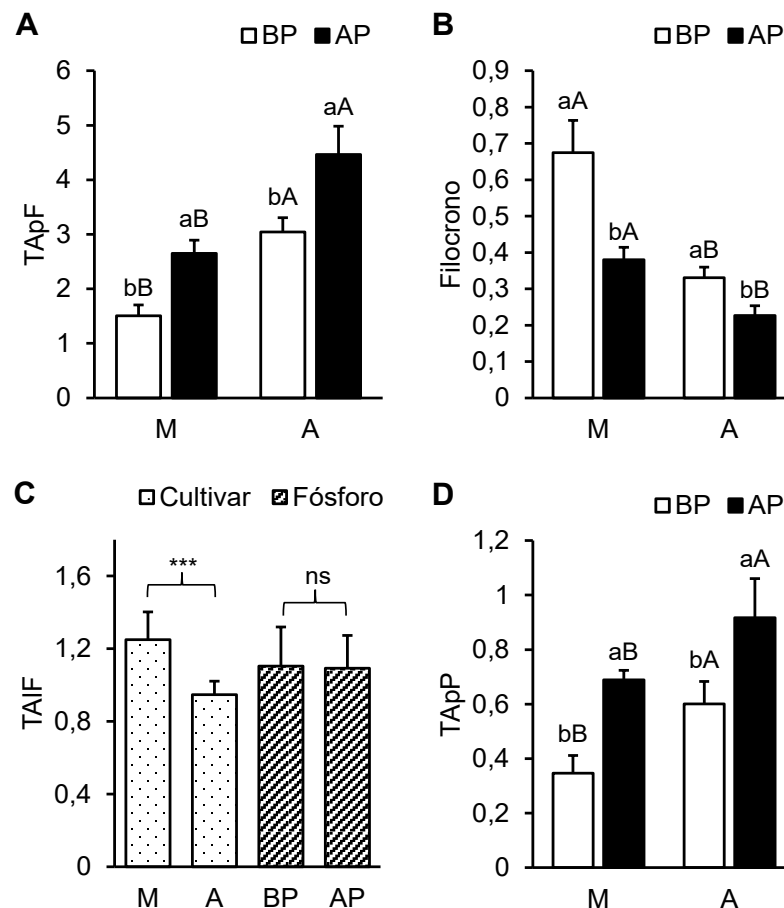 A
BP AP
6
5
4
3
2
1
0
TApF
bB
aB
bA
aA
M A
B
BP AP
0,9
0,8
0,7
0,6
0,5
0,4
0,3
0,2
0,1
0
Filocrono
aA
bA
aB
bB
M A
C
Cultivar Fósforo
1,6
1,2
0,8
0,4
0
TAlF
***
ns
M A BP AP
D
BP AP
1,2
1
0,8
0,6
0,4
0,2
0
TApP
bB
aB
bA
aA
M A